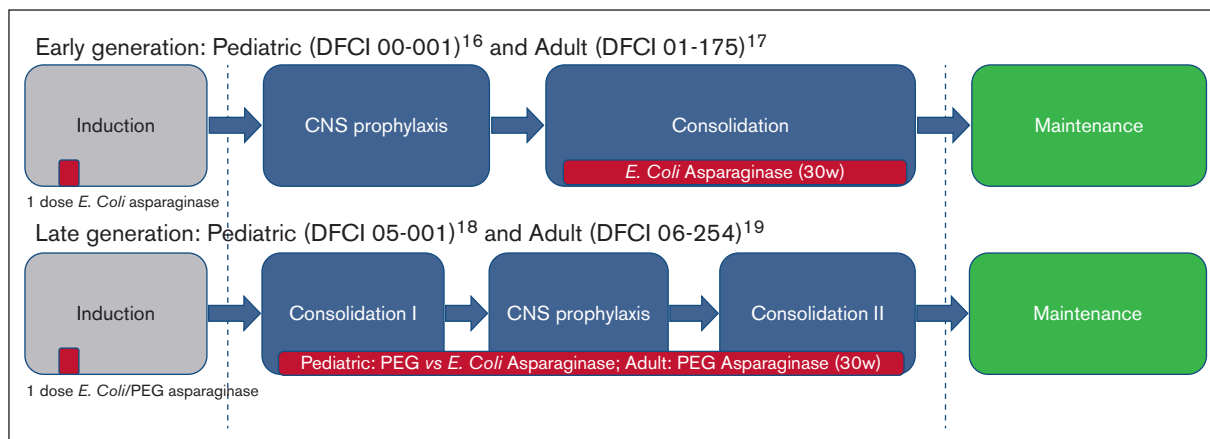 Early generation: Pediatric (DFCI 00-001)16 and Adult (DFCI 01-175)17
Induction
CNS prophylaxis
Consolidation
Maintenance
E. Coli Asparaginase (30w)
1 dose E. Coli asparaginase
Late generation: Pediatric (DFCI 05-001)18 and Adult (DFCI 06-254)19
Induction
Consolidation I
CNS prophylaxis
Consolidation II
Maintenance
Pediatric: PEG vs E. Coli Asparaginase; Adult: PEG Asparaginase (30w)
1 dose E. Coli/PEG asparaginase